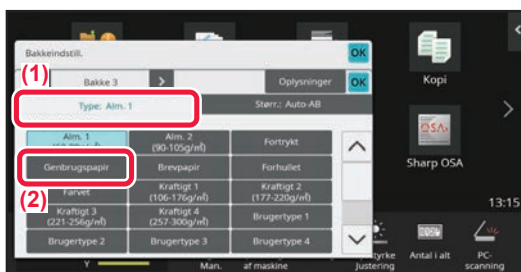 Bakkeindstill.
OK
(1)
Bakke 3
Oplysninger
OK
Kopi
Type: Alm. 1
Størr.: Auto-AB
Alm. 1
Alm. 2
(90-105g/㎡)
Fortrykt
Genbrugspapir
Brevpapir
Forhullet
Sharp OSA
(2)
Farvet
Kraftigt 1
(106-176g/㎡)
Kraftigt 2
(177-220g/㎡)
Kraftigt 3
(221-256g/㎡)
Kraftigt 4
(257-300g/㎡)
Brugertype 1
13:15
Brugertype 2
Brugertype 3
Brugertype 4
Y
Man.
af maskine
Justering
Antal i alt
PC-
scanning